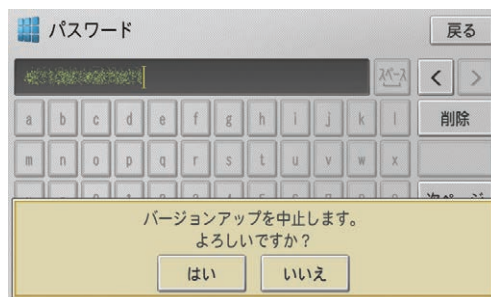 パスワード
戻る
スペース
< >
a b c d e f g h i j k l
削除
m n o p q r s t u v w x
バージョンアップを中止します。
よろしいですか？
はい いいえ